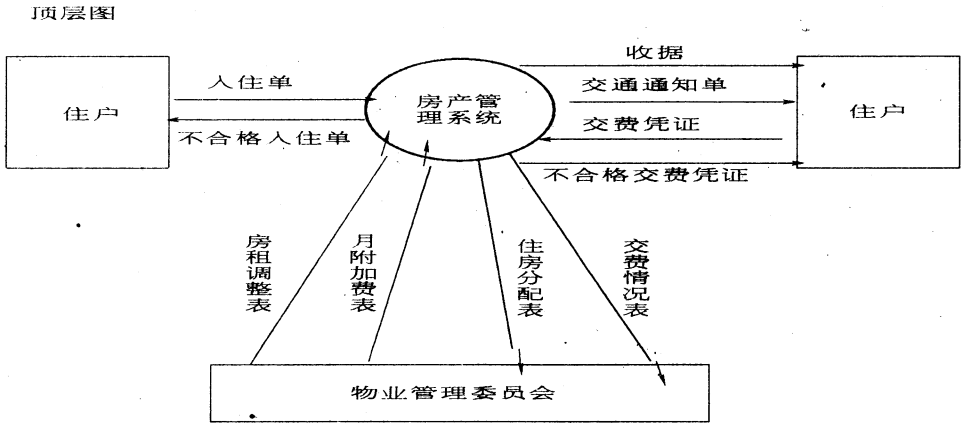 顶层图
住户
入住单
不合格入住单
房产管
理系统
收据
交通通知单
交费凭证
不合格交费凭证
住户
房租调整表
月附加费表
住房分配表
交费情况表
物业管理委员会